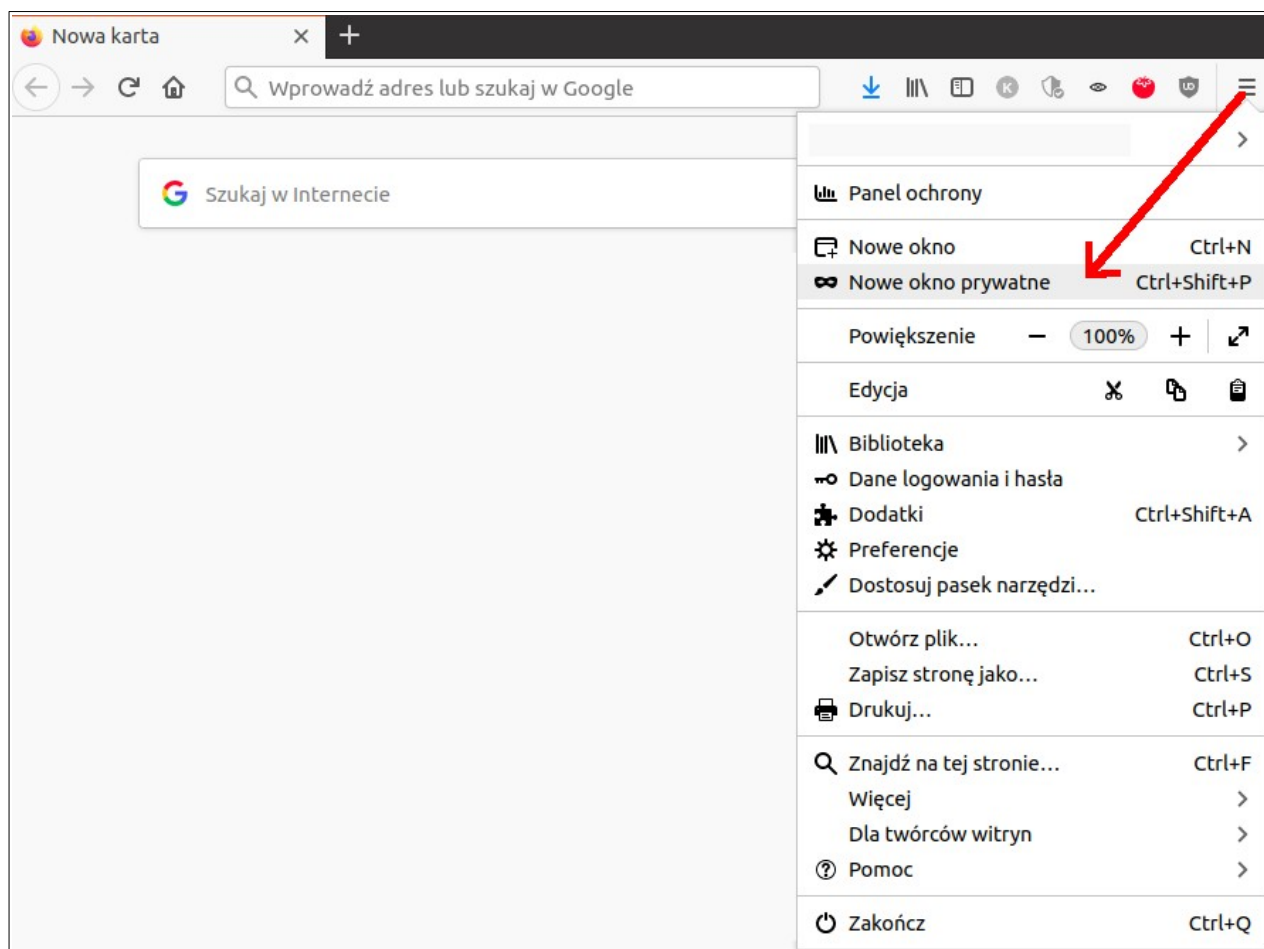 Nowa karta
Wprowadź adres lub szukaj w Google
Szukaj w Internecie
Panel ochrony
Nowe okno Ctrl+N
Nowe okno prywatne Ctrl+Shift+P
Powiększenie 100%
Edycja
Biblioteka
Dane logowania i hasła
Dodatki Ctrl+Shift+A
Preferencje
Dostosuj pasek narzędzi…
Otwórz plik… Ctrl+O
Zapisz stronę jako… Ctrl+S
Drukuj… Ctrl+P
Znajdź na tej stronie… Ctrl+F
Więcej
Dla twórców witryn
Pomoc
Zakończ Ctrl+Q